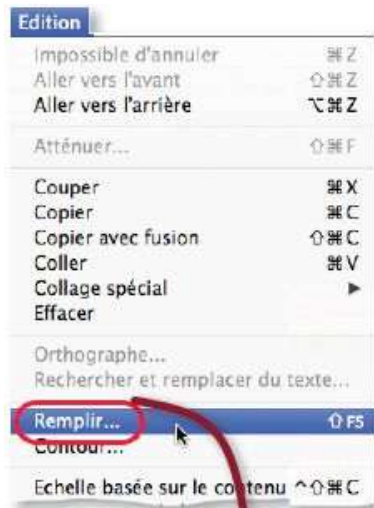 Edition
Impossible d'annuler ⌘Z
Aller vers l'avant ⇧⌘Z
Aller vers l'arrière ⌥⌘Z
Atténuer... ⇧⌘F
Couper ⌘X
Copier ⌘C
Copier avec fusion ⇧⌘C
Coller ⌘V
Collage spécial ▶
Effacer
Orthographe...
Rechercher et remplacer du texte...
Remplir... ⇧F5
Contour...
Echelle basée sur le contenu ^⇧⌘C